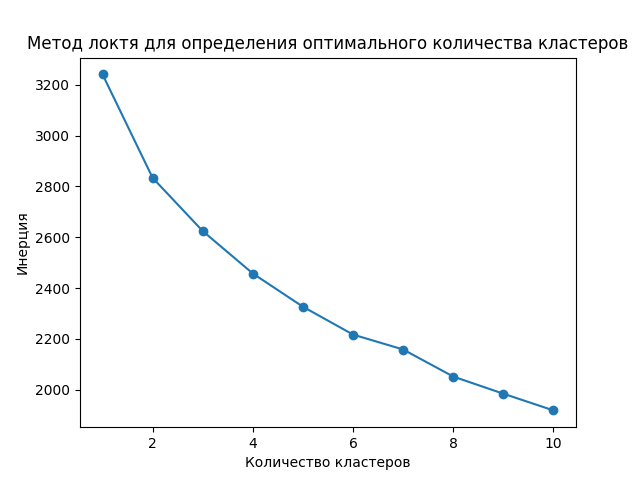 Метод локтя для определения оптимального количества кластеров
3200
3000
2800
2600
2400
2200
2000
Инерция
2 4 6 8 10
Количество кластеров